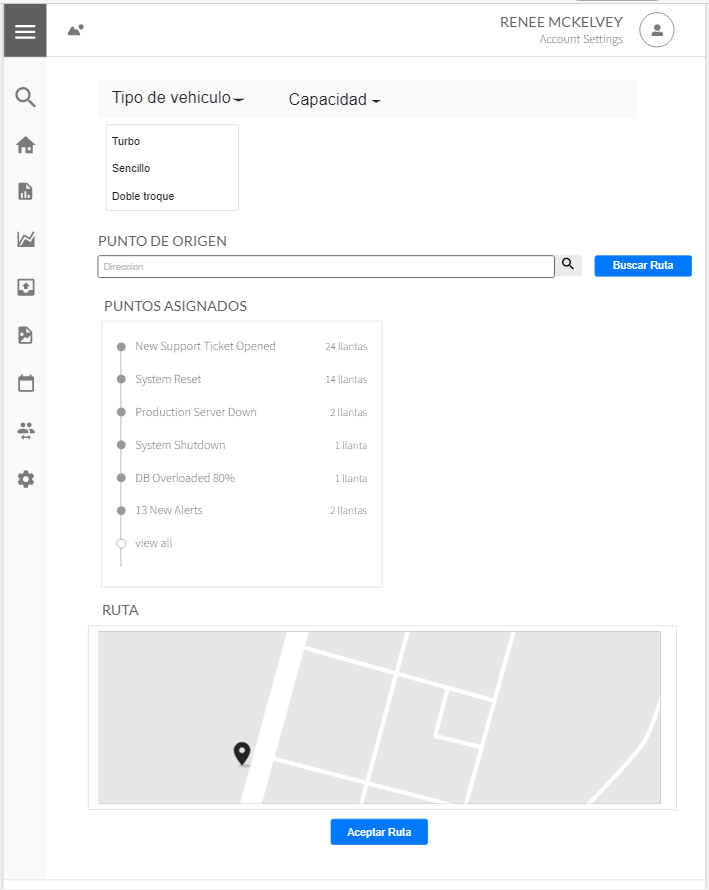 RENEE MCKELVEY
Account Settings
Tipo de vehiculo
Capacidad
Turbo
Sencillo
Doble troque
PUNTO DE ORIGEN
Direccion
Buscar Ruta
PUNTOS ASIGNADOS
New Support Ticket Opened 24 llantas
System Reset 14 llantas
Production Server Down 2 llantas
System Shutdown 1 llanta
DB Overloaded 80% 1 llanta
13 New Alerts 2 llantas
view all
RUTA
Aceptar Ruta